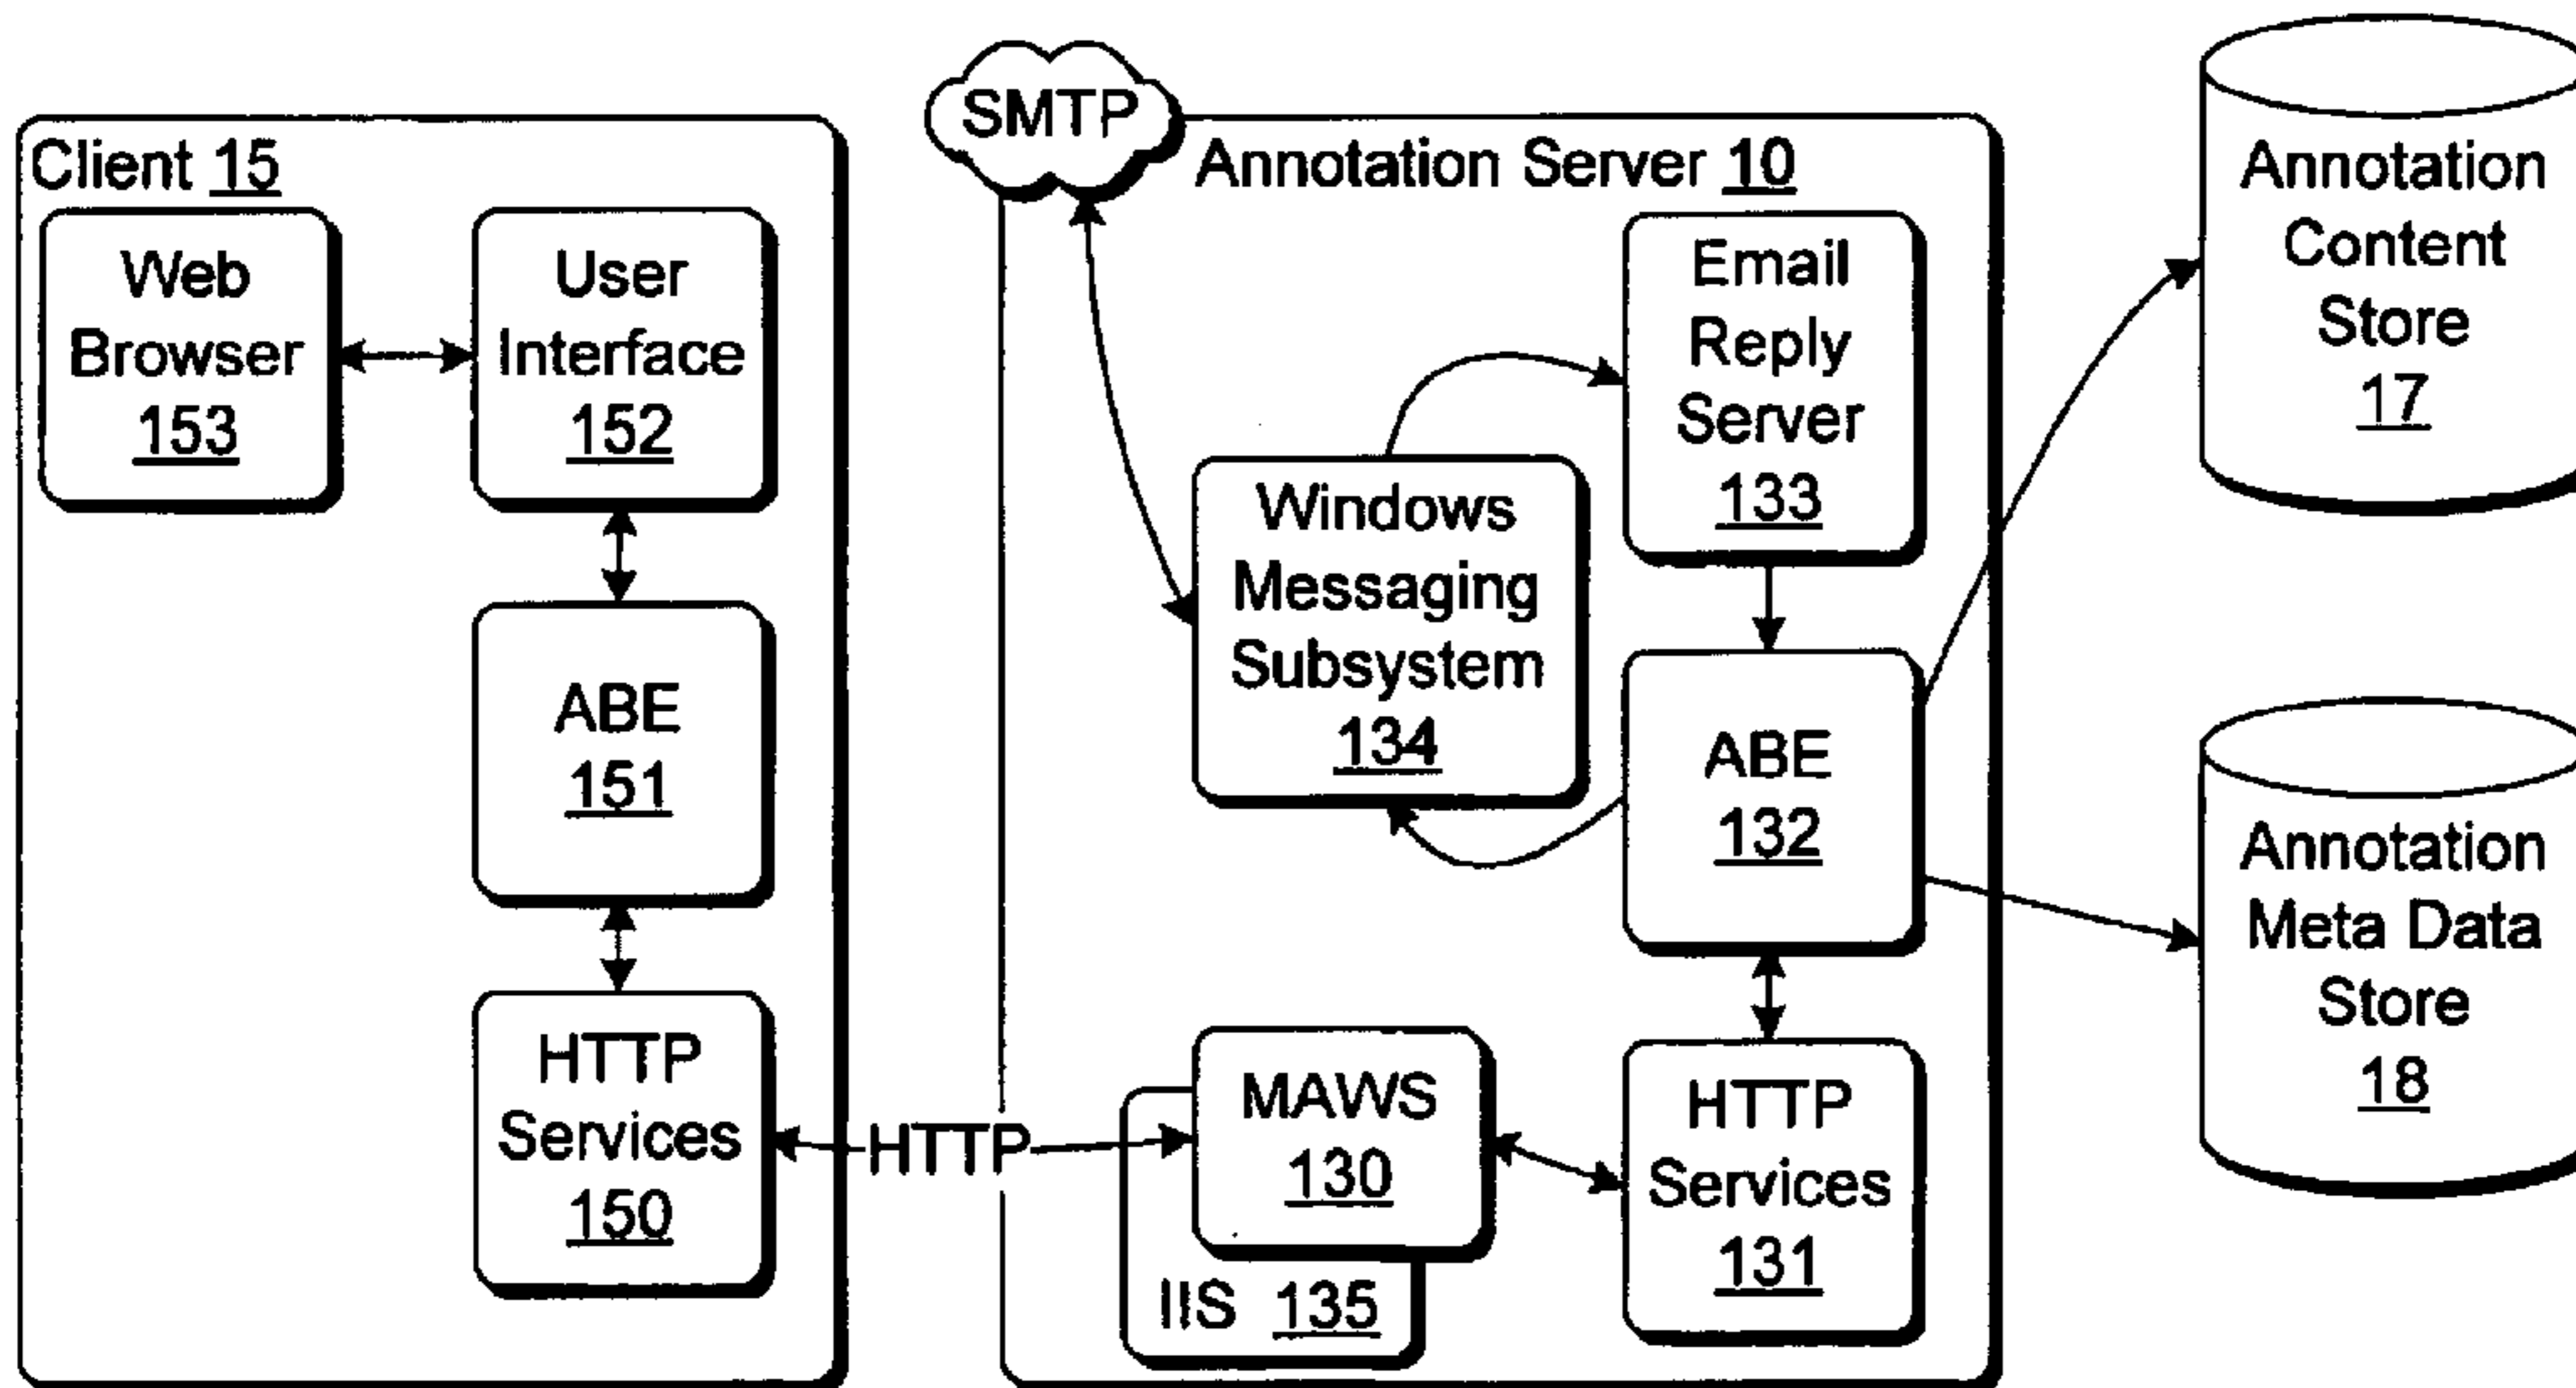 Client 15
Web
Browser
153
User
Interface
152
ABE
151
HTTP
Services
150
HTTP
SMTP
Annotation Server 10
Email
Reply
Server
133
Windows
Messaging
Subsystem
134
ABE
132
MAWS
130
IIS 135
HTTP
Services
131
Annotation
Content
Store
17
Annotation
Meta Data
Store
18